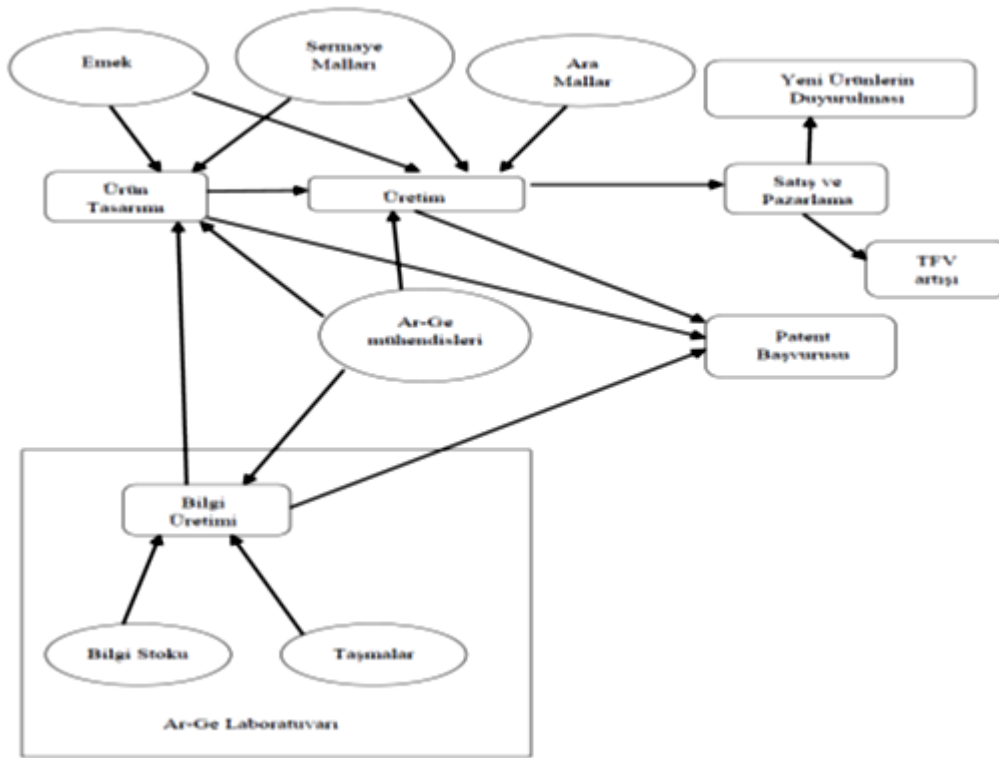 Emek
Sermaye
Malları
Ara
Mallar
Yeni Ürünlerin
Duyurulması
Ürün
Tasarımı
Üretim
Satış ve
Pazarlama
TFV
artışı
Ar-Ge
mühendisleri
Patent
Başvurusu
Bilgi
Üretimi
Bilgi Stoku
Taşmalar
Ar-Ge Laboratuvarı